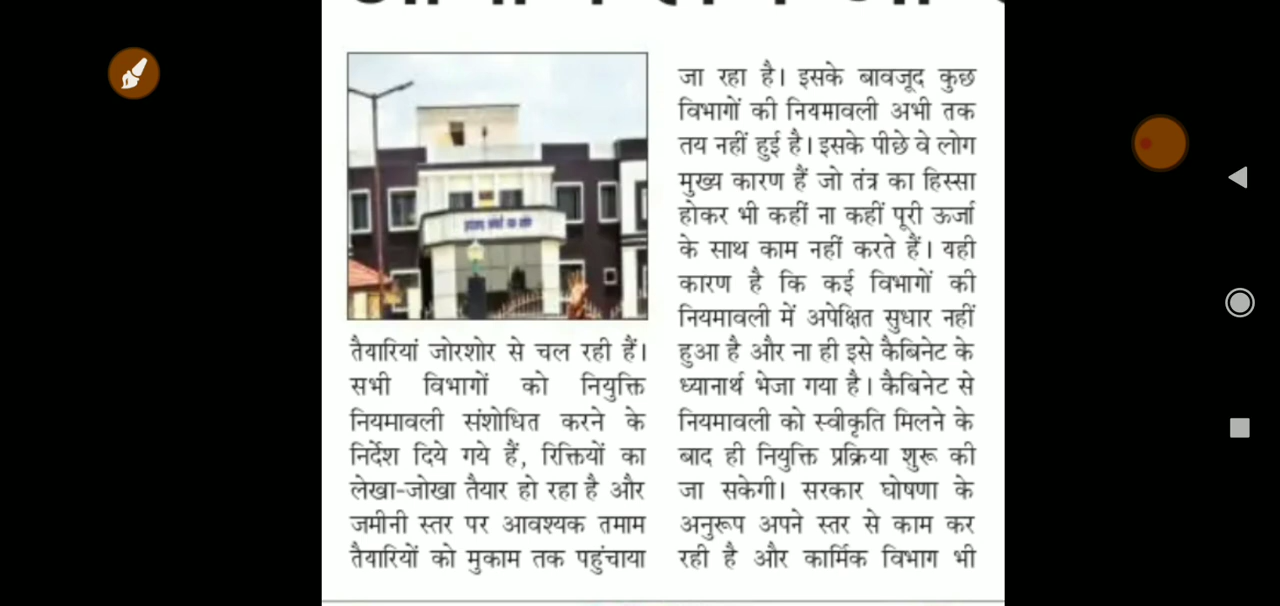 तैयारियां जोरशोर से चल रही हैं।
सभी विभागों को नियुक्ति
नियमावली संशोधित करने के
निर्देश दिये गये हैं, रिक्तियों का
लेखा-जोखा तैयार हो रहा है और
जमीनी स्तर पर आवश्यक तमाम
तैयारियों को मुकाम तक पहुंचाया
जा रहा है। इसके बावजूद कुछ
विभागों की नियमावली अभी तक
तय नहीं हुई है। इसके पीछे वे लोग
मुख्य कारण हैं जो तंत्र का हिस्सा
होकर भी कहीं ना कहीं पूरी ऊर्जा
के साथ काम नहीं करते हैं। यही
कारण है कि कई विभागों की
नियमावली में अपेक्षित सुधार नहीं
हुआ है और ना ही इसे कैबिनेट के
ध्यानार्थ भेजा गया है। कैबिनेट से
नियमावली को स्वीकृति मिलने के
बाद ही नियुक्ति प्रक्रिया शुरू की
जा सकेगी। सरकार घोषणा के
अनुरूप अपने स्तर से काम कर
रही है और कार्मिक विभाग भी